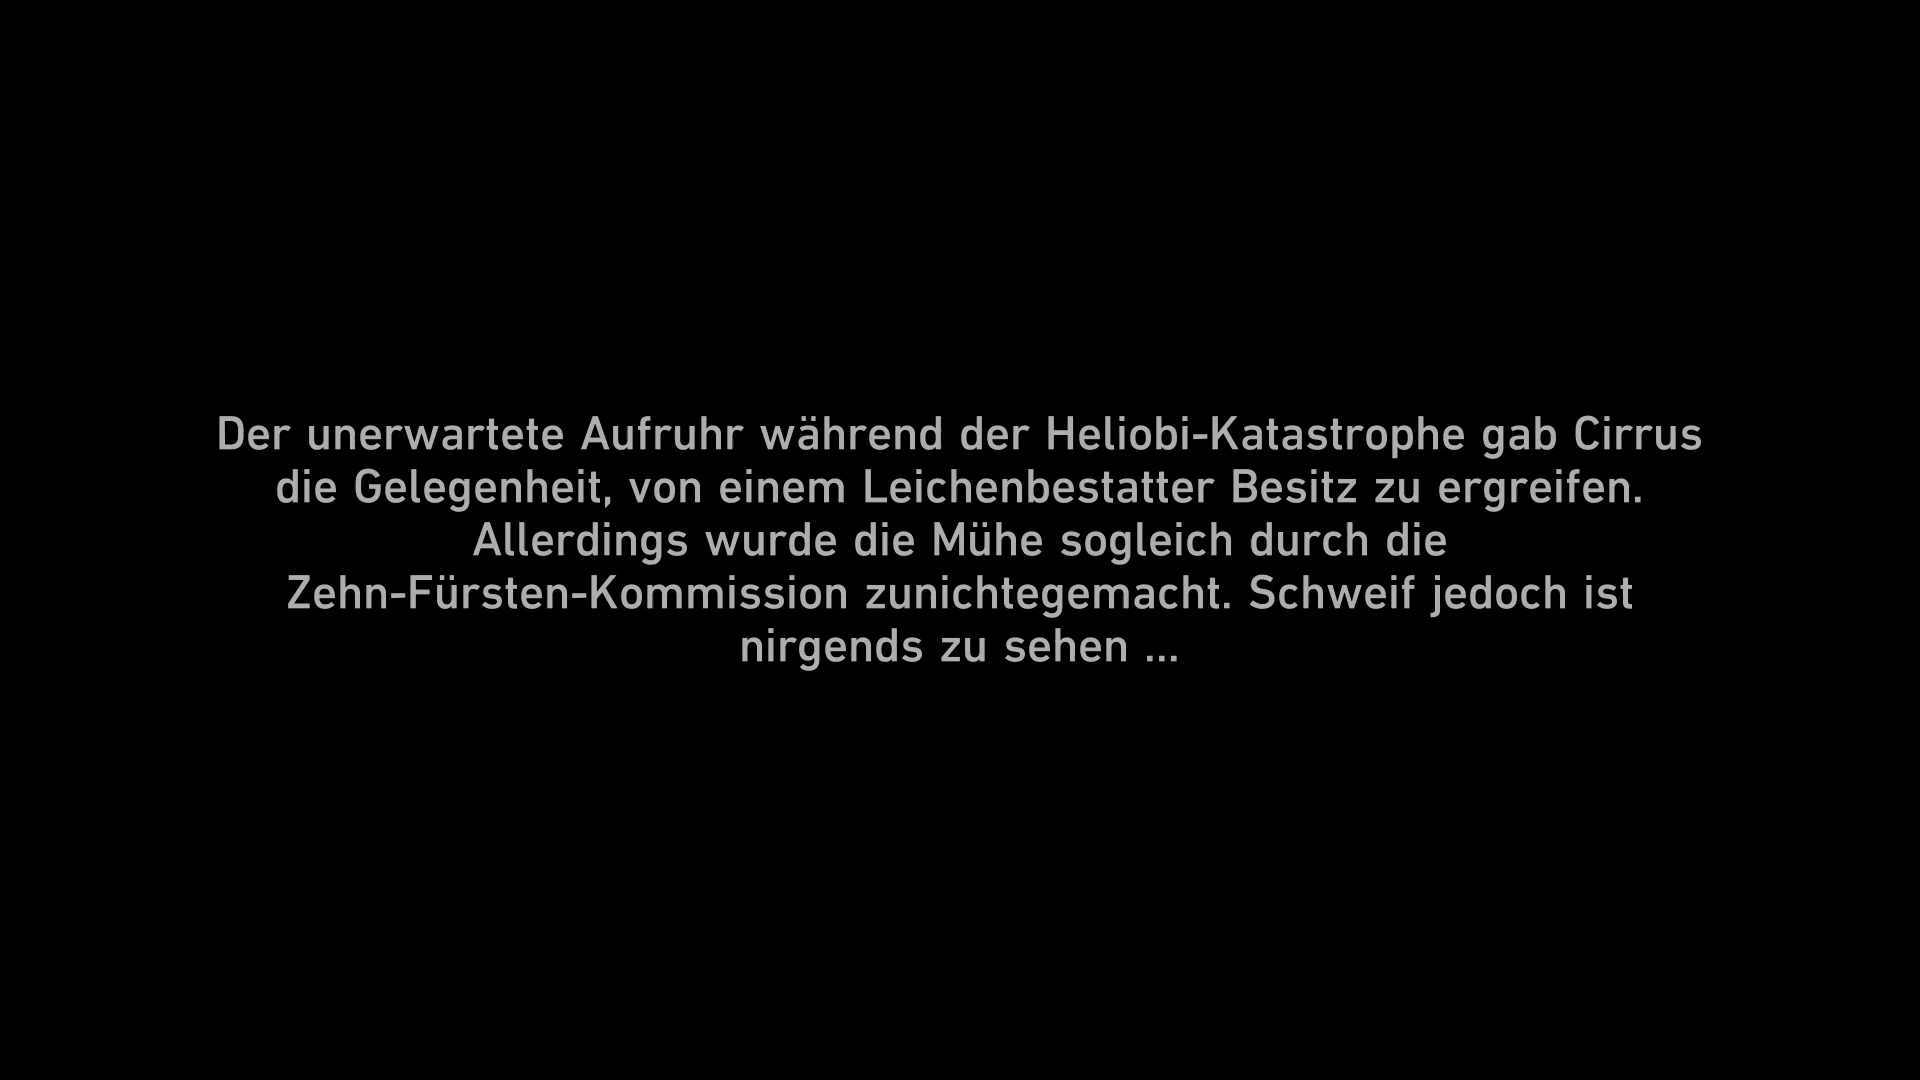 Der unerwartete Aufruhr während der Heliobi-Katastrophe gab Cirrus
die Gelegenheit, von einem Leichenbestatter Besitz zu ergreifen.
Allerdings wurde die Mühe sogleich durch die
Zehn-Fürsten-Kommission zunichtegemacht. Schweif jedoch ist
nirgends zu sehen ...